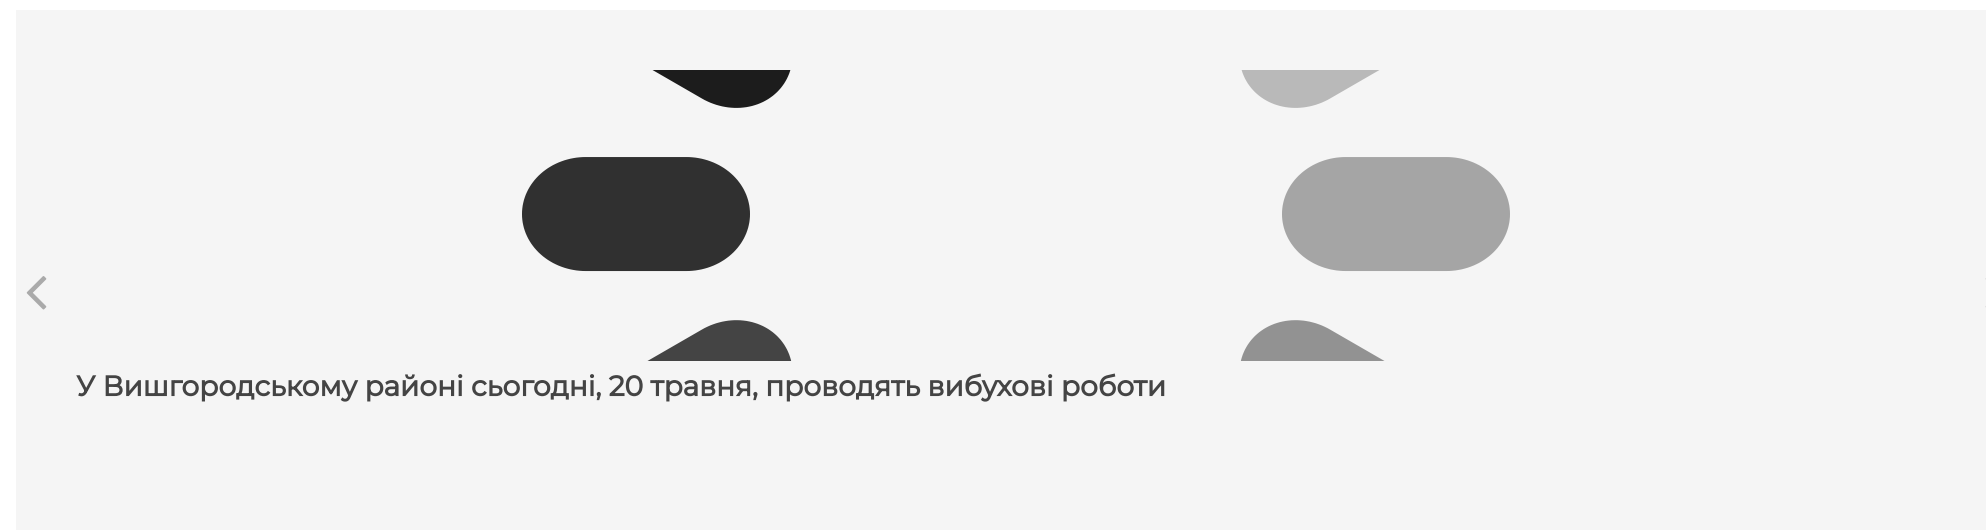 У Вишгородському районі сьогодні, 20 травня, проводять вибухові роботи